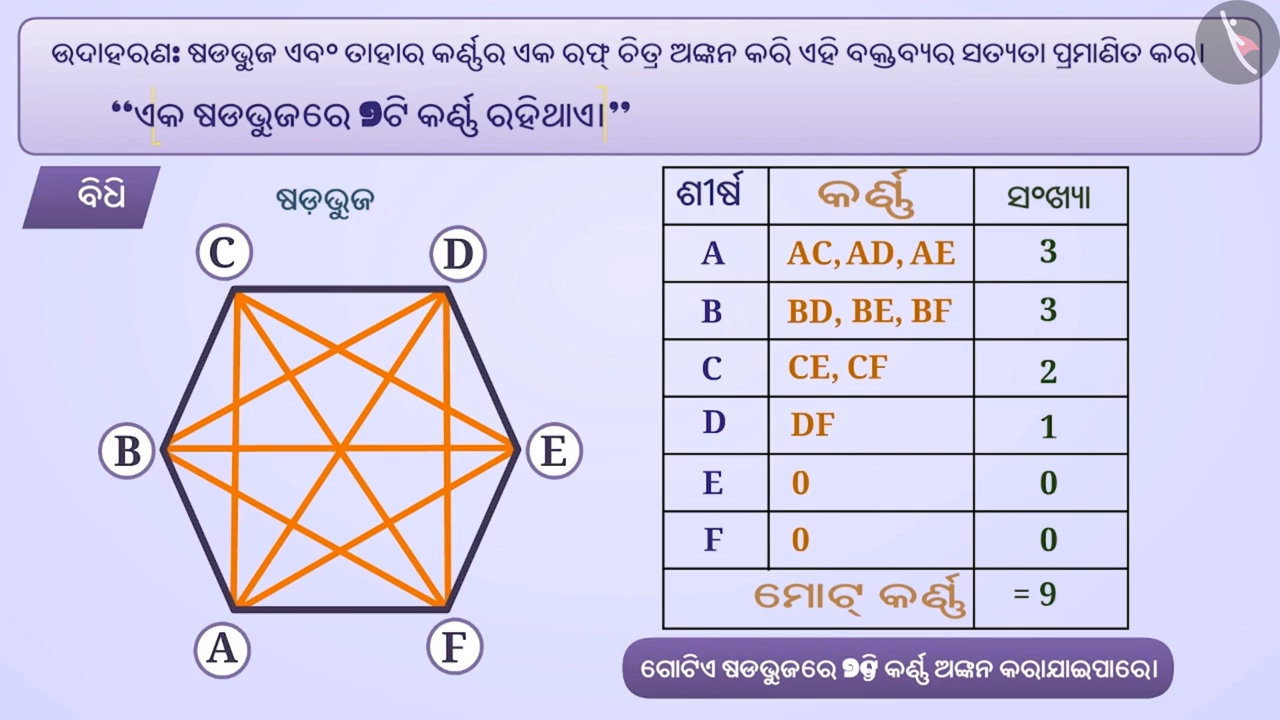 ଉଦାହରଣ: ଷଡଭୁଜ ଏବଂ ତାହାର କର୍ଣ୍ଣର ଏକ ରଫ୍ ଚିତ୍ର ଅଙ୍କନ କରି ଏହି ବକ୍ତବ୍ୟର ସତ୍ୟତା ପ୍ରମାଣିତ କର।
“ଏକ ଷଡଭୁଜରେ ୭ଟି କର୍ଣ୍ଣ ରହିଥାଏ।”
ବିଧି
ଷଡ଼ଭୁଜ
C D
B E
A F
ଶୀର୍ଷ କର୍ଣ୍ଣ ସଂଖ୍ୟା
A AC, AD, AE 3
B BD, BE, BF 3
C CE, CF 2
D DF 1
E 0 0
F 0 0
ମୋଟ୍ କର୍ଣ୍ଣ = 9
ଗୋଟିଏ ଷଡଭୁଜରେ କର୍ଣ୍ଣ ଅଙ୍କନ କରାଯାଇପାରେ।